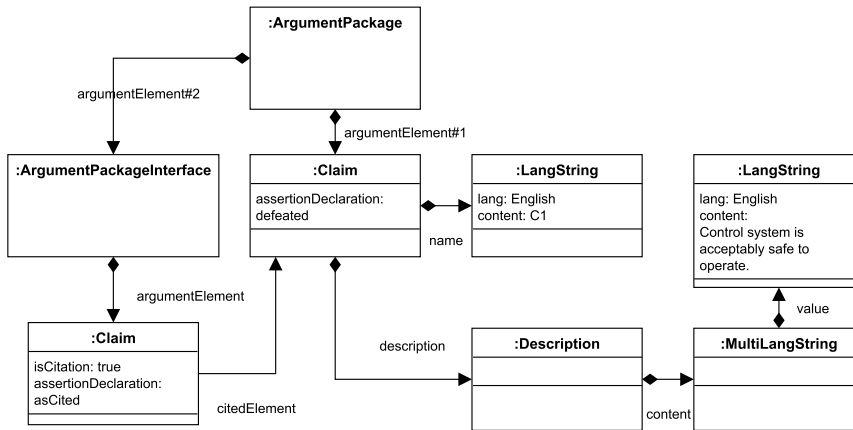 :ArgumentPackage
argumentElement#2
argumentElement#1
:ArgumentPackageInterface
:Claim
assertionDeclaration:
defeated
:LangString
lang: English
content: C1
:LangString
lang: English
content:
Control system is
acceptably safe to
operate.
name
argumentElement
value
:Claim
isCitation: true
assertionDeclaration:
asCited
citedElement
description
:Description
content
:MultiLangString